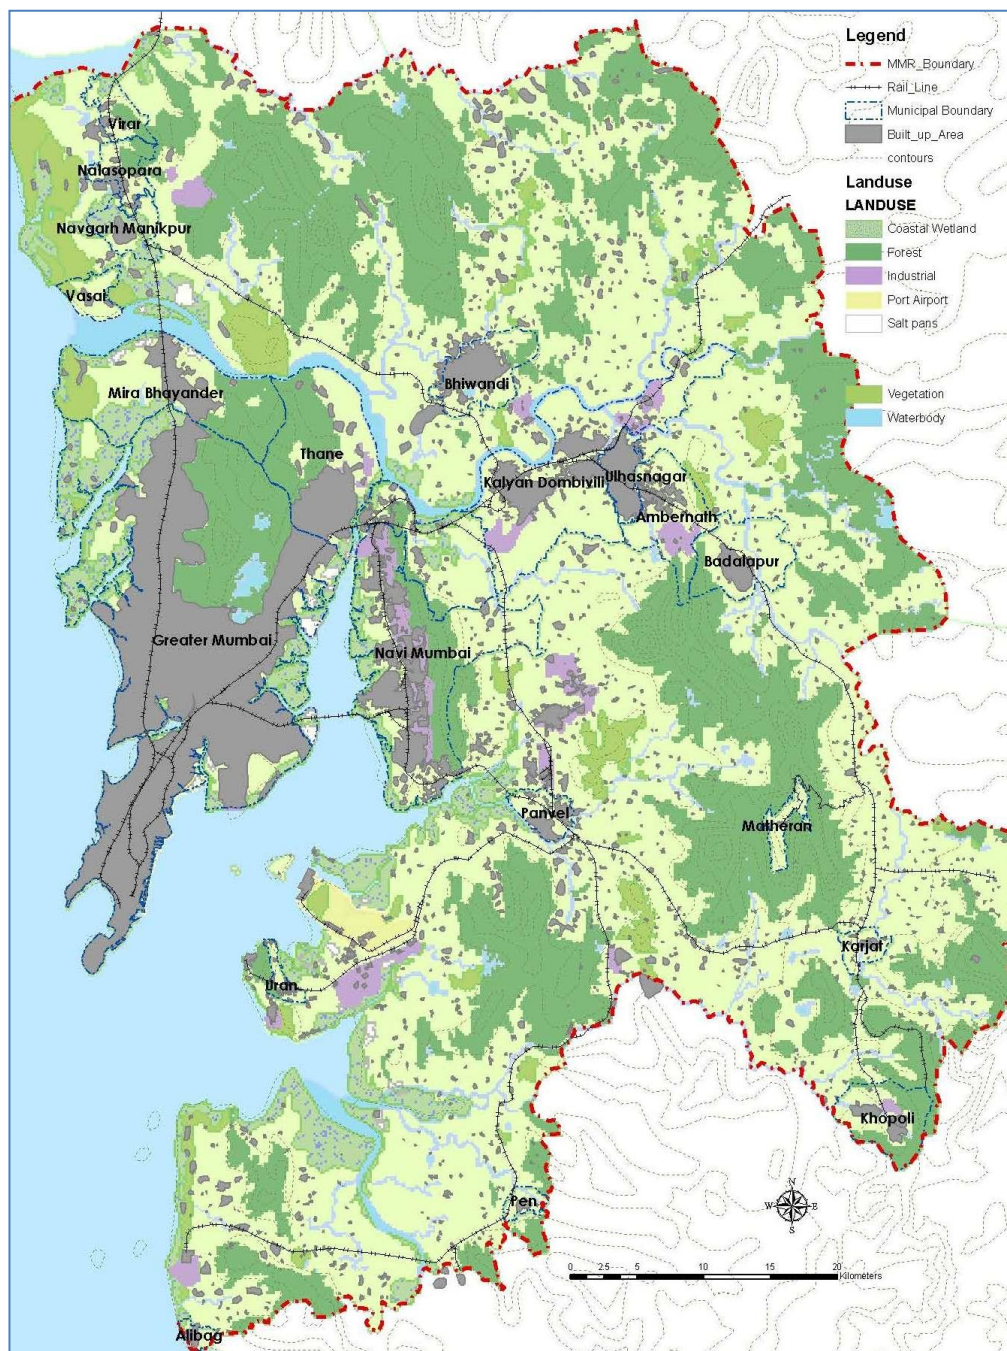 Legend
MMR_Boundary
Rail_Line
Municipal Boundary
Built_up_Area
contours
Landuse
LANDUSE
Coastal Wetland
Forest
Industrial
Port Airport
Salt pans
Vegetation
Waterbody
Virar
Nalasopara
Navgarh Manikpur
Vasai
Mira Bhayander
Bhiwandi
Thane
Kalyan Dombivili
Ulhasnagar
Ambernath
Badalapur
Greater Mumbai
Navi Mumbai
Panvel
Matheran
Karjat
Uran
Khopoli
Pen
Alibag
N
W E
S
0 2.5 5 10 15 20
Kilometers